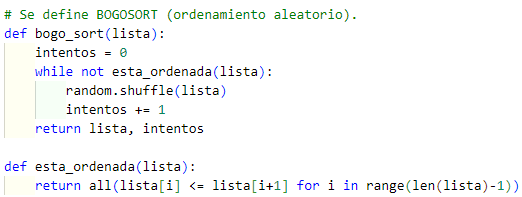 # Se define BOGOSORT (ordenamiento aleatorio).
def bogo_sort(lista):
    intentos = 0
    while not esta_ordenada(lista):
        random.shuffle(lista)
        intentos += 1
    return lista, intentos

def esta_ordenada(lista):
    return all(lista[i] <= lista[i+1] for i in range(len(lista)-1))